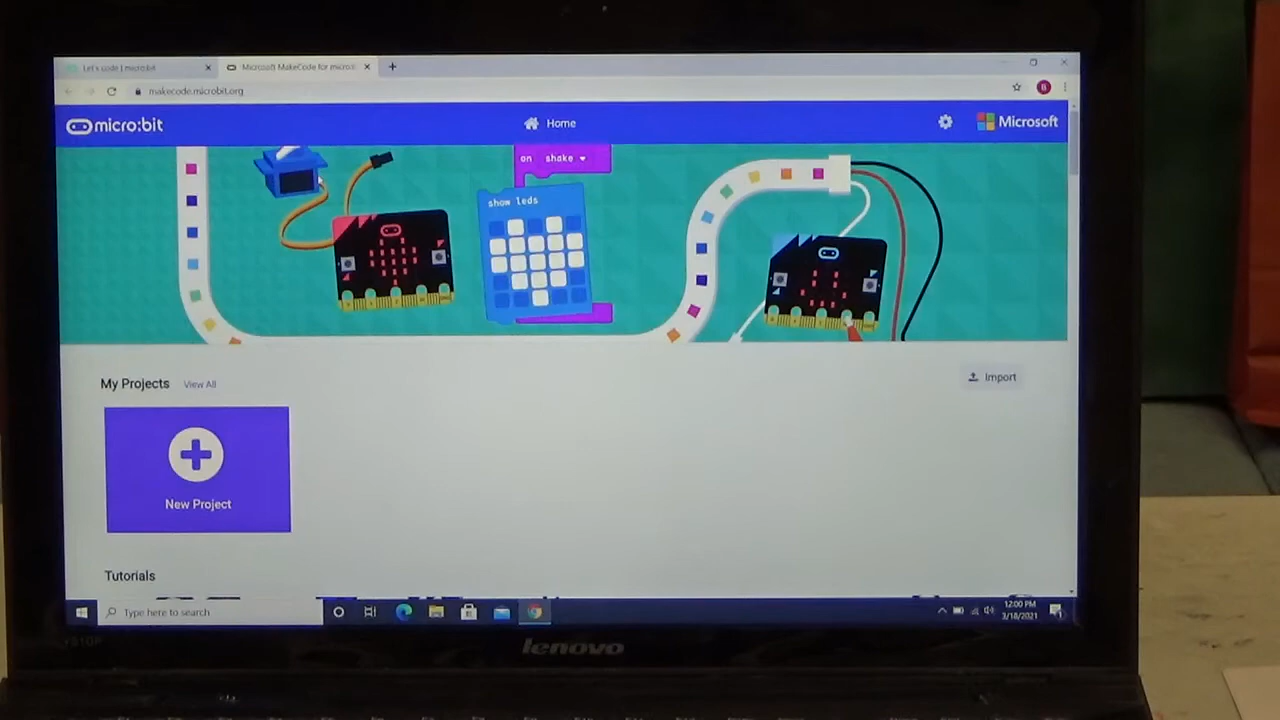 Let's code | micro:bit
Microsoft MakeCode for micro:b
makecode.microbit.org
B
micro:bit
Home
Microsoft
on shake
show leds
My Projects
View All
Import
New Project
Tutorials
Type here to search
12:00 PM
3/18/2021
Y510P
lenovo